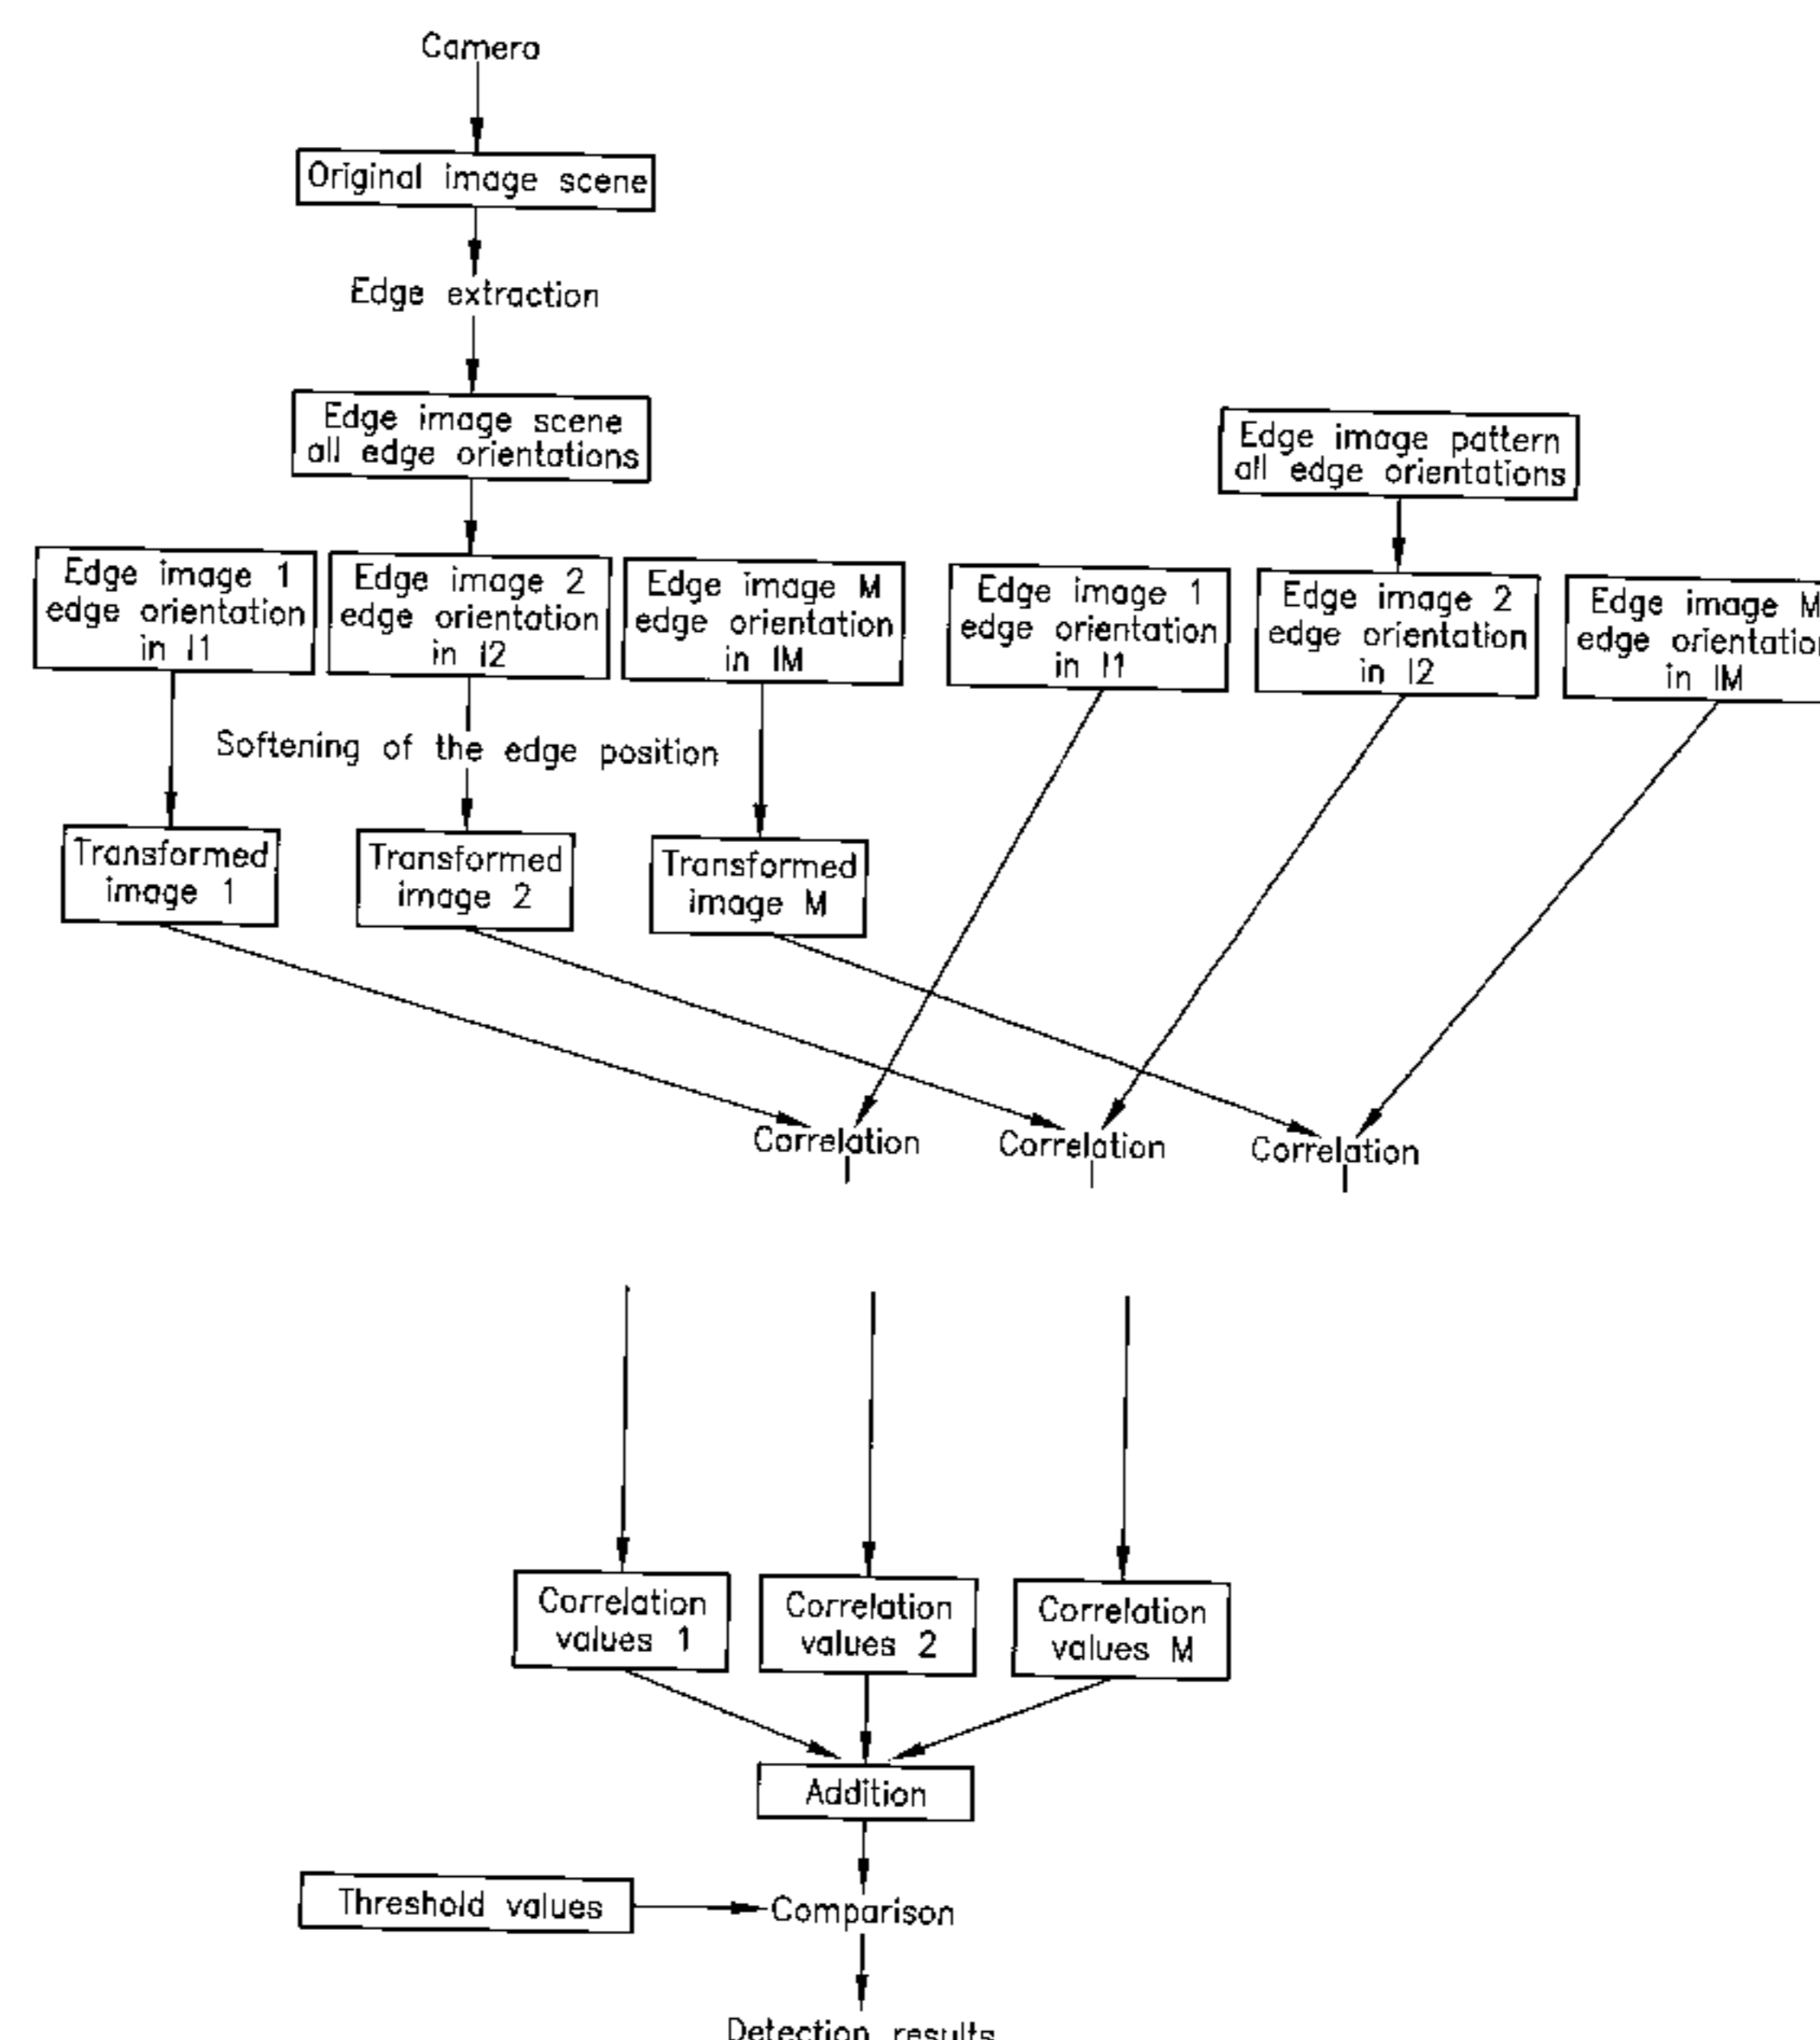 Camera
Original image scene
Edge extraction
Edge image scene
all edge orientations
Edge image pattern
all edge orientations
Edge image 1
edge orientation
in I1
Edge image 2
edge orientation
in I2
Edge image M
edge orientation
in IM
Edge image 1
edge orientation
in I1
Edge image 2
edge orientation
in I2
Edge image M
edge orientation
in IM
Softening of the edge position
Transformed
image 1
Transformed
image 2
Transformed
image M
Correlation
Correlation
Correlation
Correlation
values 1
Correlation
values 2
Correlation
values M
Addition
Threshold values
Comparison
Detection results